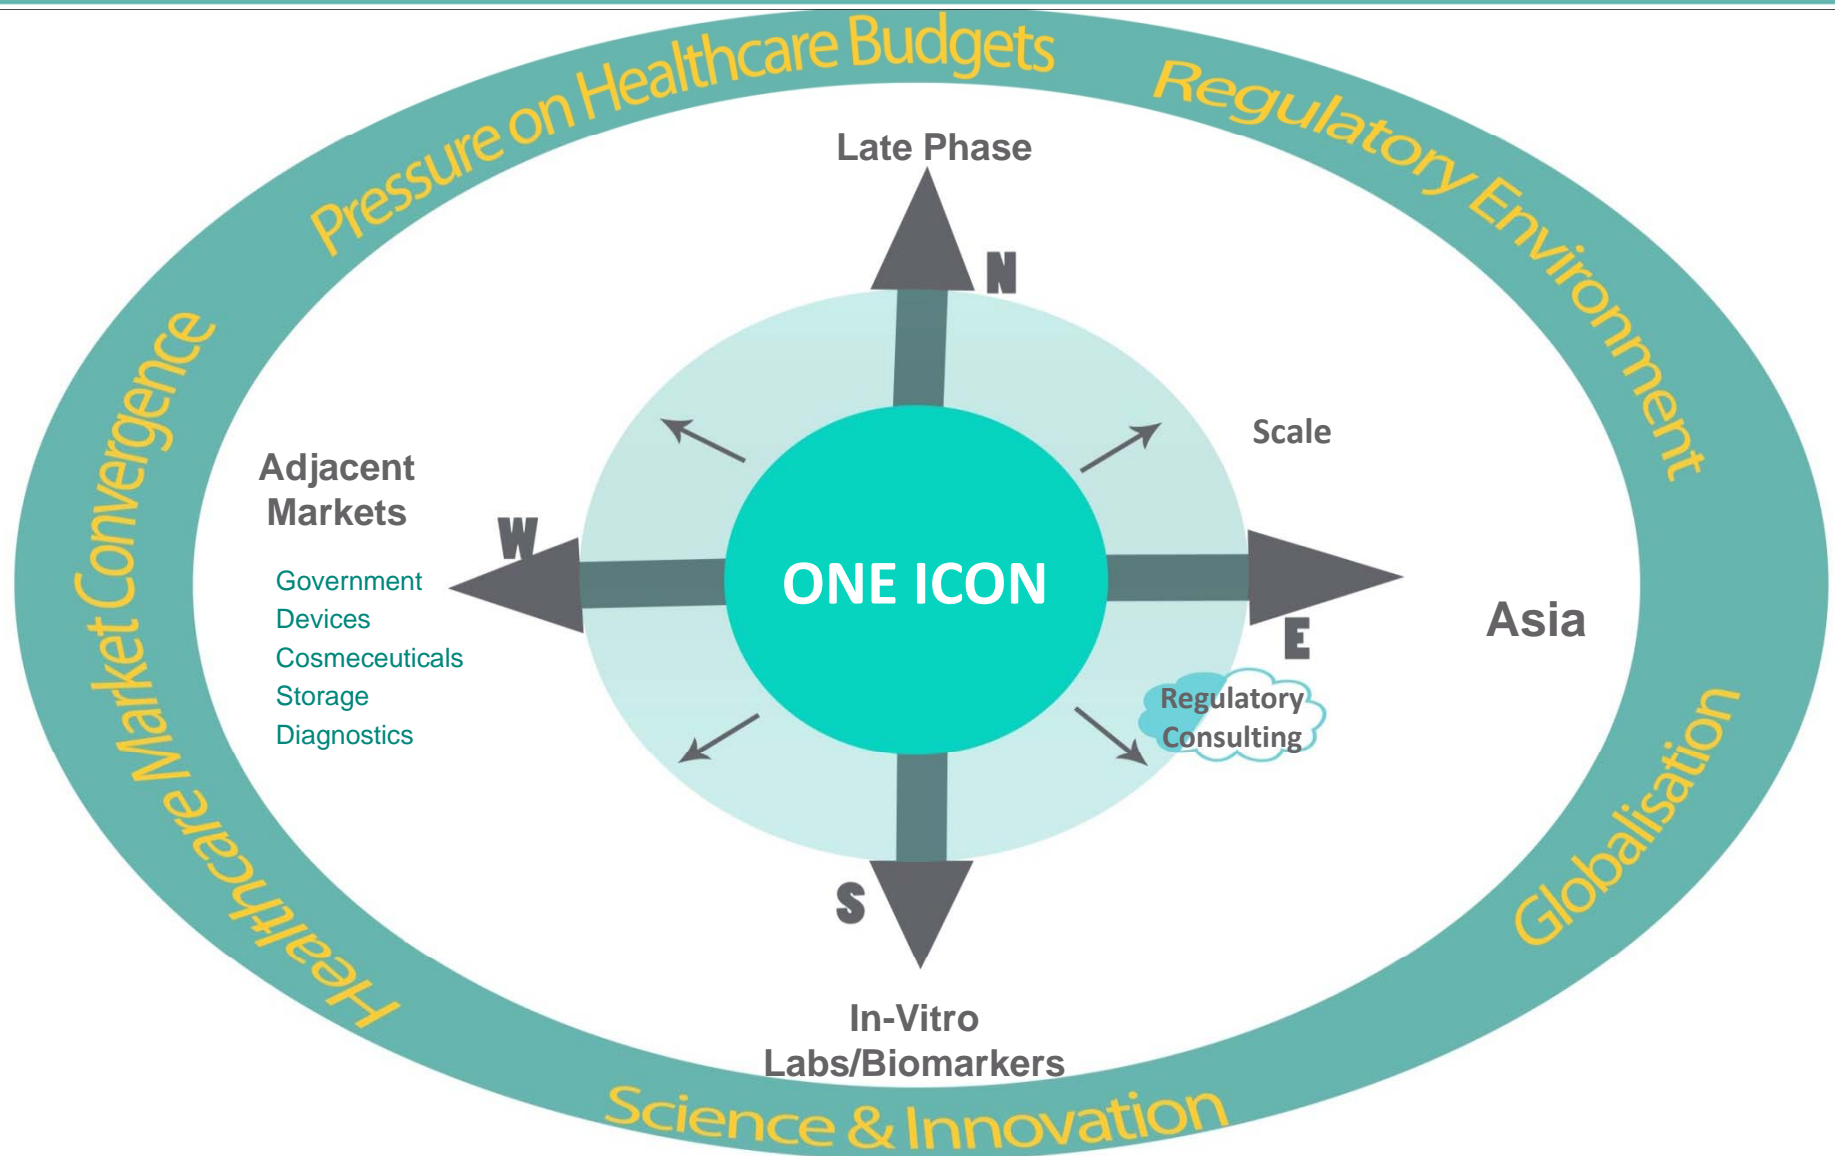 Pressure on Healthcare Budgets
Regulatory Environment
Late Phase
N
Scale
Adjacent
Markets
W
Government
Devices
Cosmeceuticals
Storage
Diagnostics
ONE ICON
E
Asia
Regulatory
Consulting
S
In-Vitro
Labs/Biomarkers
Healthcare Market Convergence
Globalisation
Science & Innovation